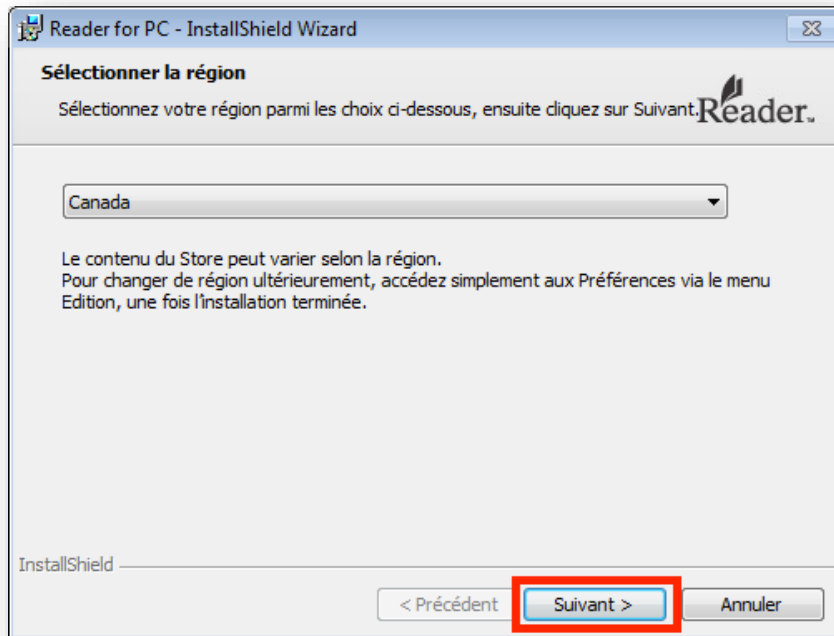 Reader for PC - InstallShield Wizard
Sélectionner la région
Sélectionnez votre région parmi les choix ci-dessous, ensuite cliquez sur Suivant.
Reader™
Canada
Le contenu du Store peut varier selon la région.
Pour changer de région ultérieurement, accédez simplement aux Préférences via le menu
Edition, une fois l'installation terminée.
InstallShield
< Précédent
Suivant >
Annuler